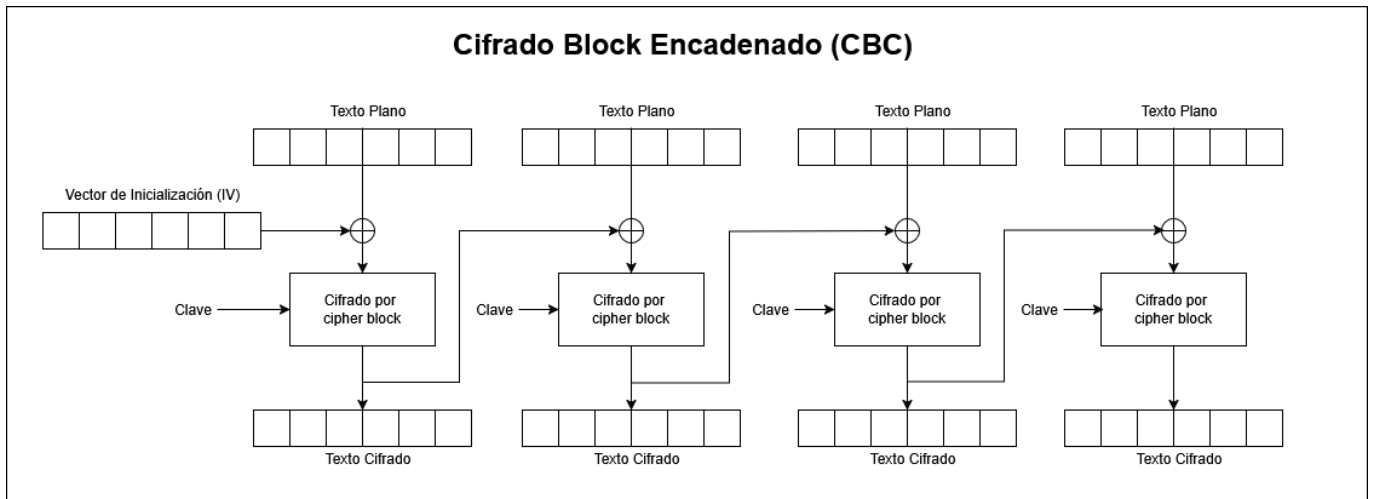 Cifrado Block Encadenado (CBC)
Texto Plano
Texto Plano
Texto Plano
Texto Plano
Vector de Inicialización (IV)
Clave
Cifrado por
cipher block
Clave
Cifrado por
cipher block
Clave
Cifrado por
cipher block
Clave
Cifrado por
cipher block
Texto Cifrado
Texto Cifrado
Texto Cifrado
Texto Cifrado